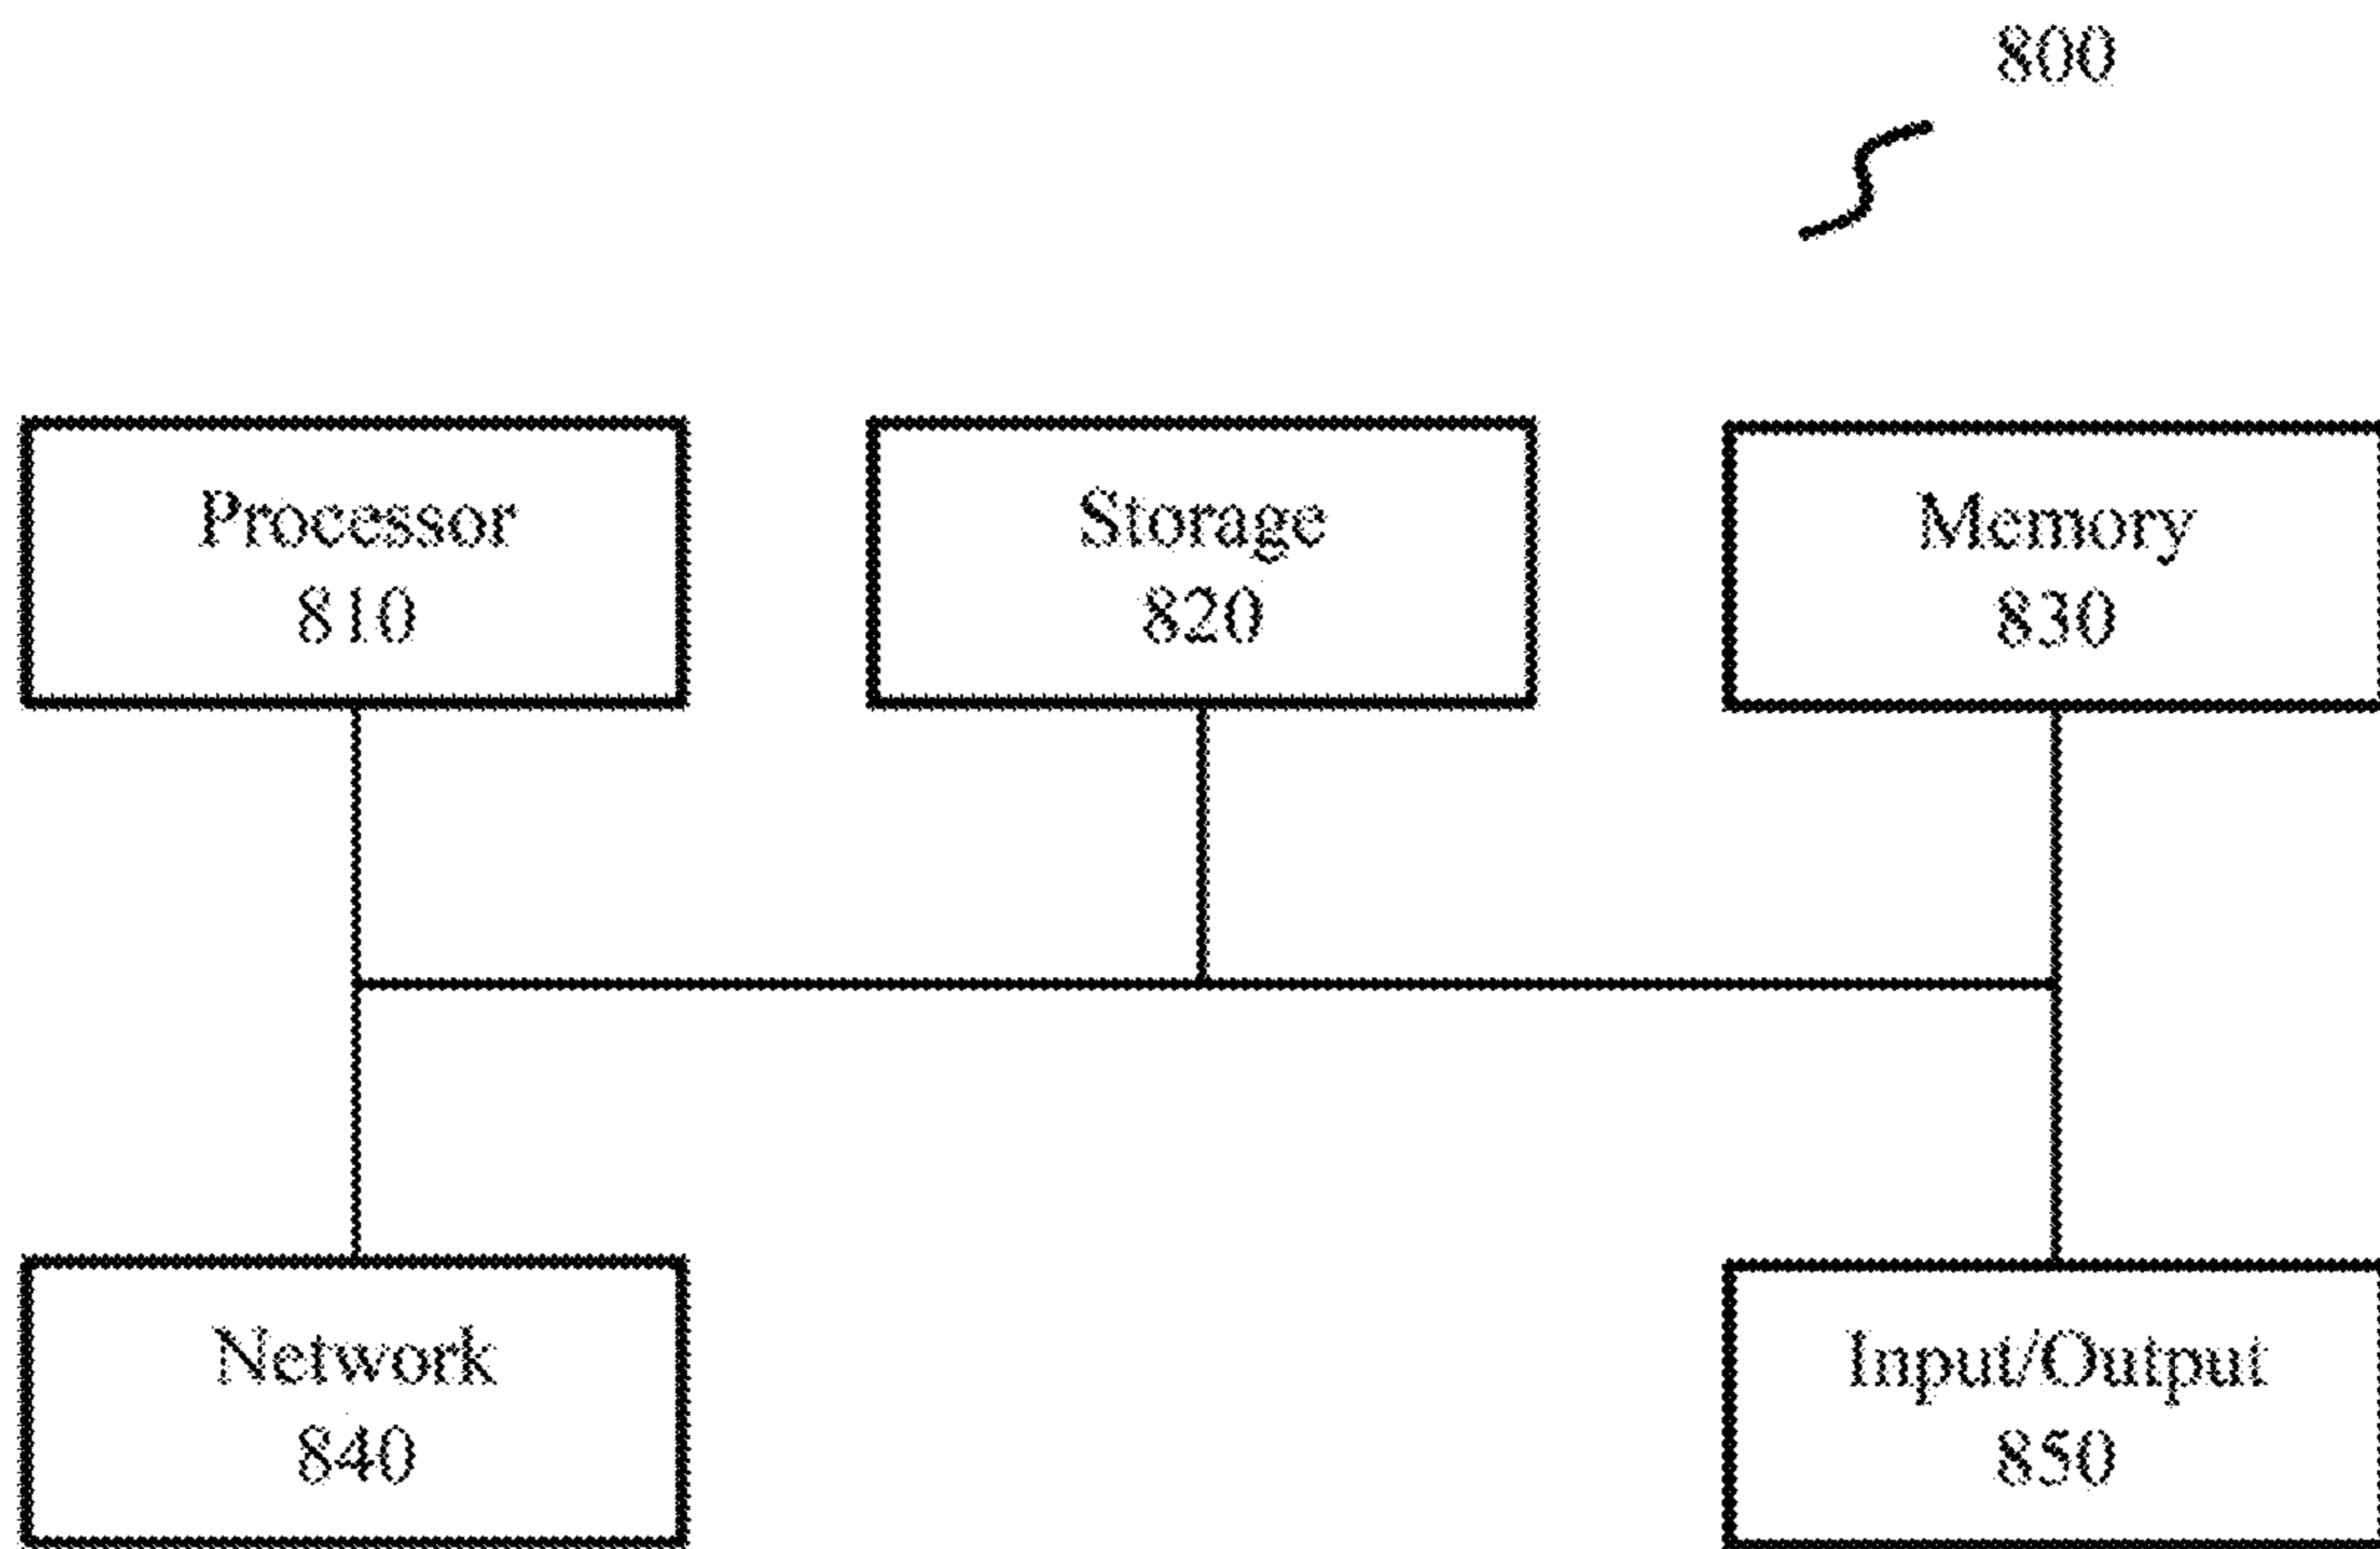 800
Processor
810
Storage
820
Memory
830
Network
840
Input/Output
850